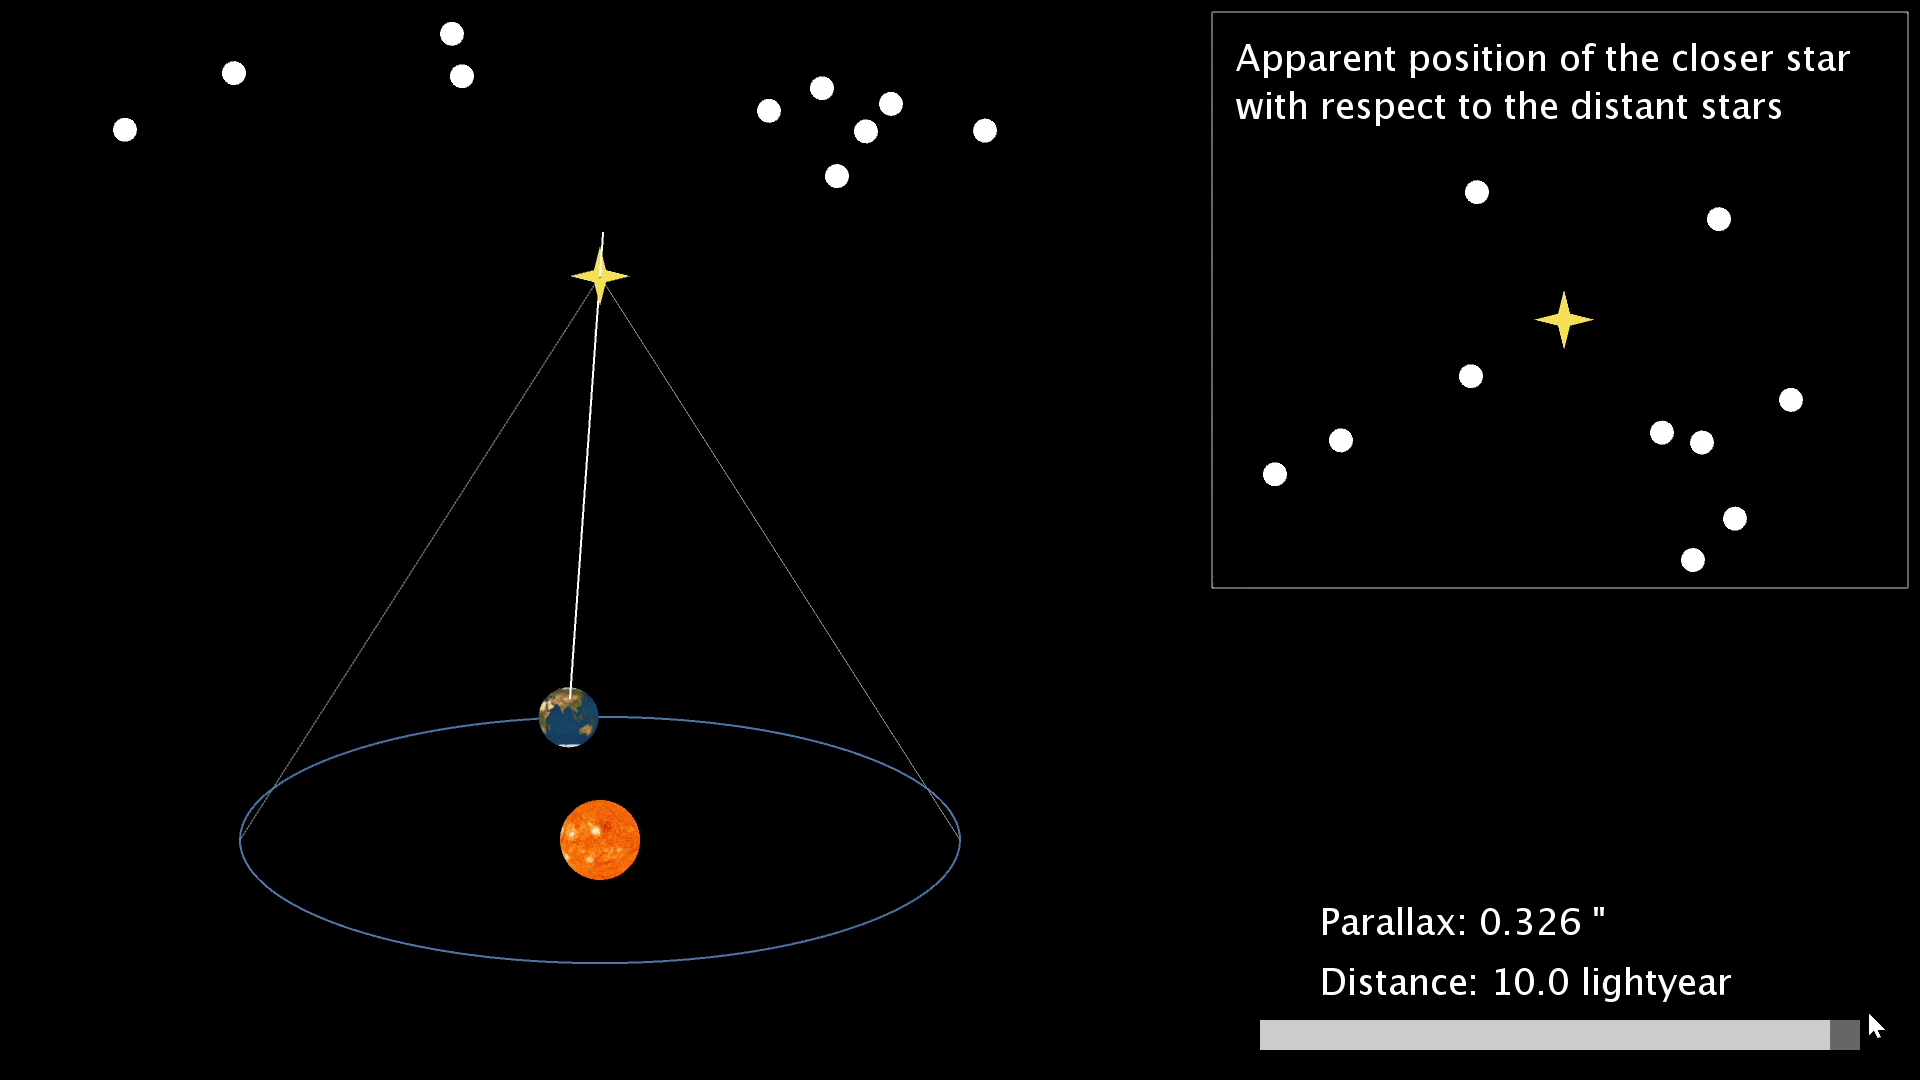 Apparent position of the closer star
with respect to the distant stars
Parallax: 0.326 "
Distance: 10.0 lightyear